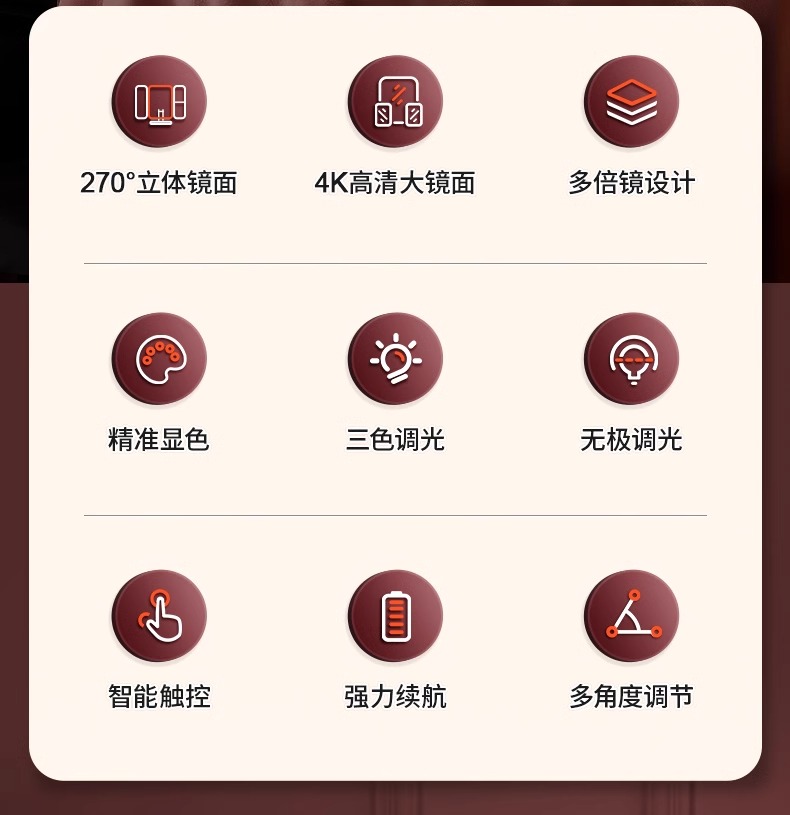 270°立体镜面
4K高清大镜面
多倍镜设计
精准显色
三色调光
无极调光
智能触控
强力续航
多角度调节